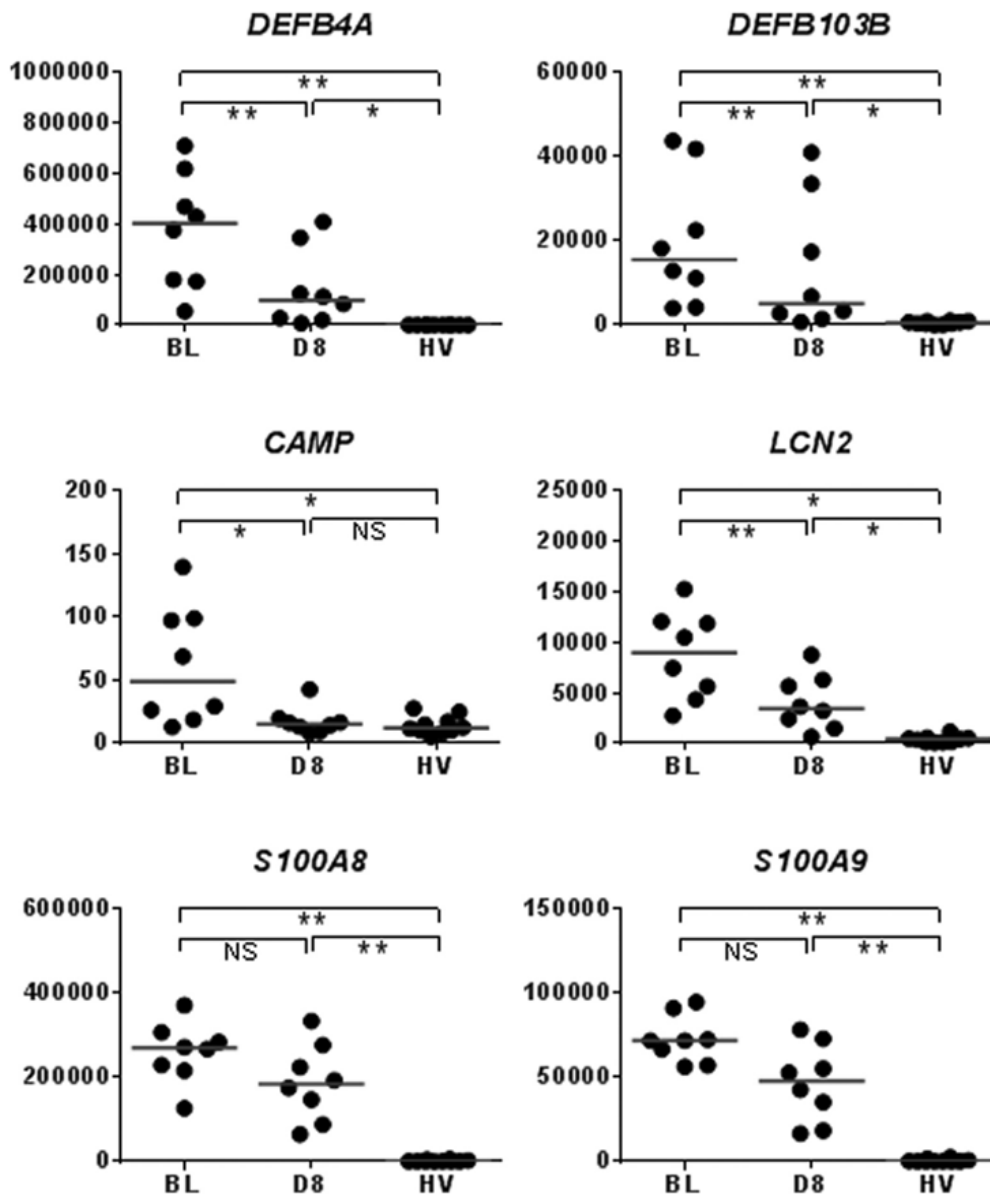 DEFB4A
1000000
800000
600000
400000
200000
0
**
**
*
BL D8 HV
DEFB103B
60000
40000
20000
0
**
**
*
BL D8 HV
CAMP
200
150
100
50
0
*
*
NS
BL D8 HV
LCN2
25000
20000
15000
10000
5000
0
*
**
*
BL D8 HV
S100A8
600000
400000
200000
0
**
NS
**
BL D8 HV
S100A9
150000
100000
50000
0
**
NS
**
BL D8 HV